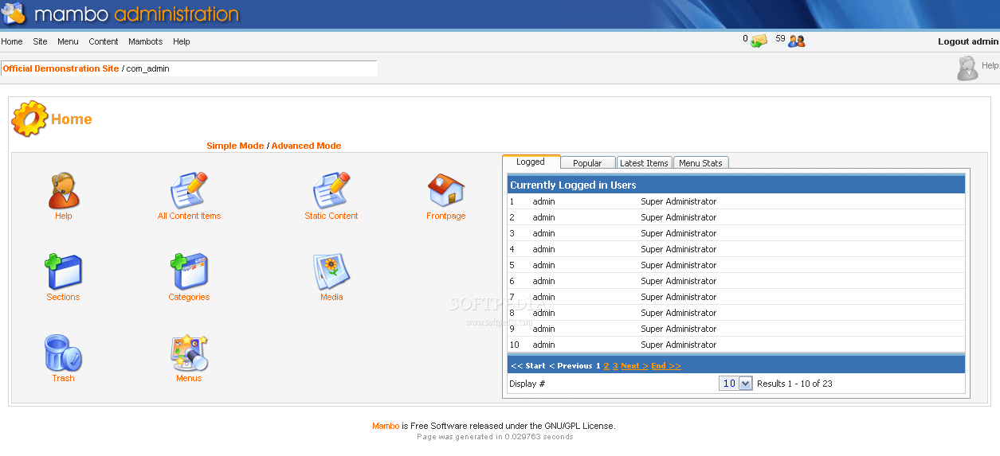 mambo administration
Home Site Menu Content Mambots Help 0 59 Logout admin
Official Demonstration Site / com_admin Help
Home
Simple Mode / Advanced Mode
Logged Popular Latest Items Menu Stats
Currently Logged in Users
1 admin Super Administrator
2 admin Super Administrator
3 admin Super Administrator
4 admin Super Administrator
5 admin Super Administrator
6 admin Super Administrator
7 admin Super Administrator
8 admin Super Administrator
9 admin Super Administrator
10 admin Super Administrator
<< Start < Previous 1 2 3 Next > End >>
Display # 10 Results 1 - 10 of 23
Help All Content Items Static Content Frontpage
Sections Categories Media
Trash Menus
SOFTPEDIA
www.softpedia.com
Mambo is Free Software released under the GNU/GPL License.
Page was generated in 0.029763 seconds